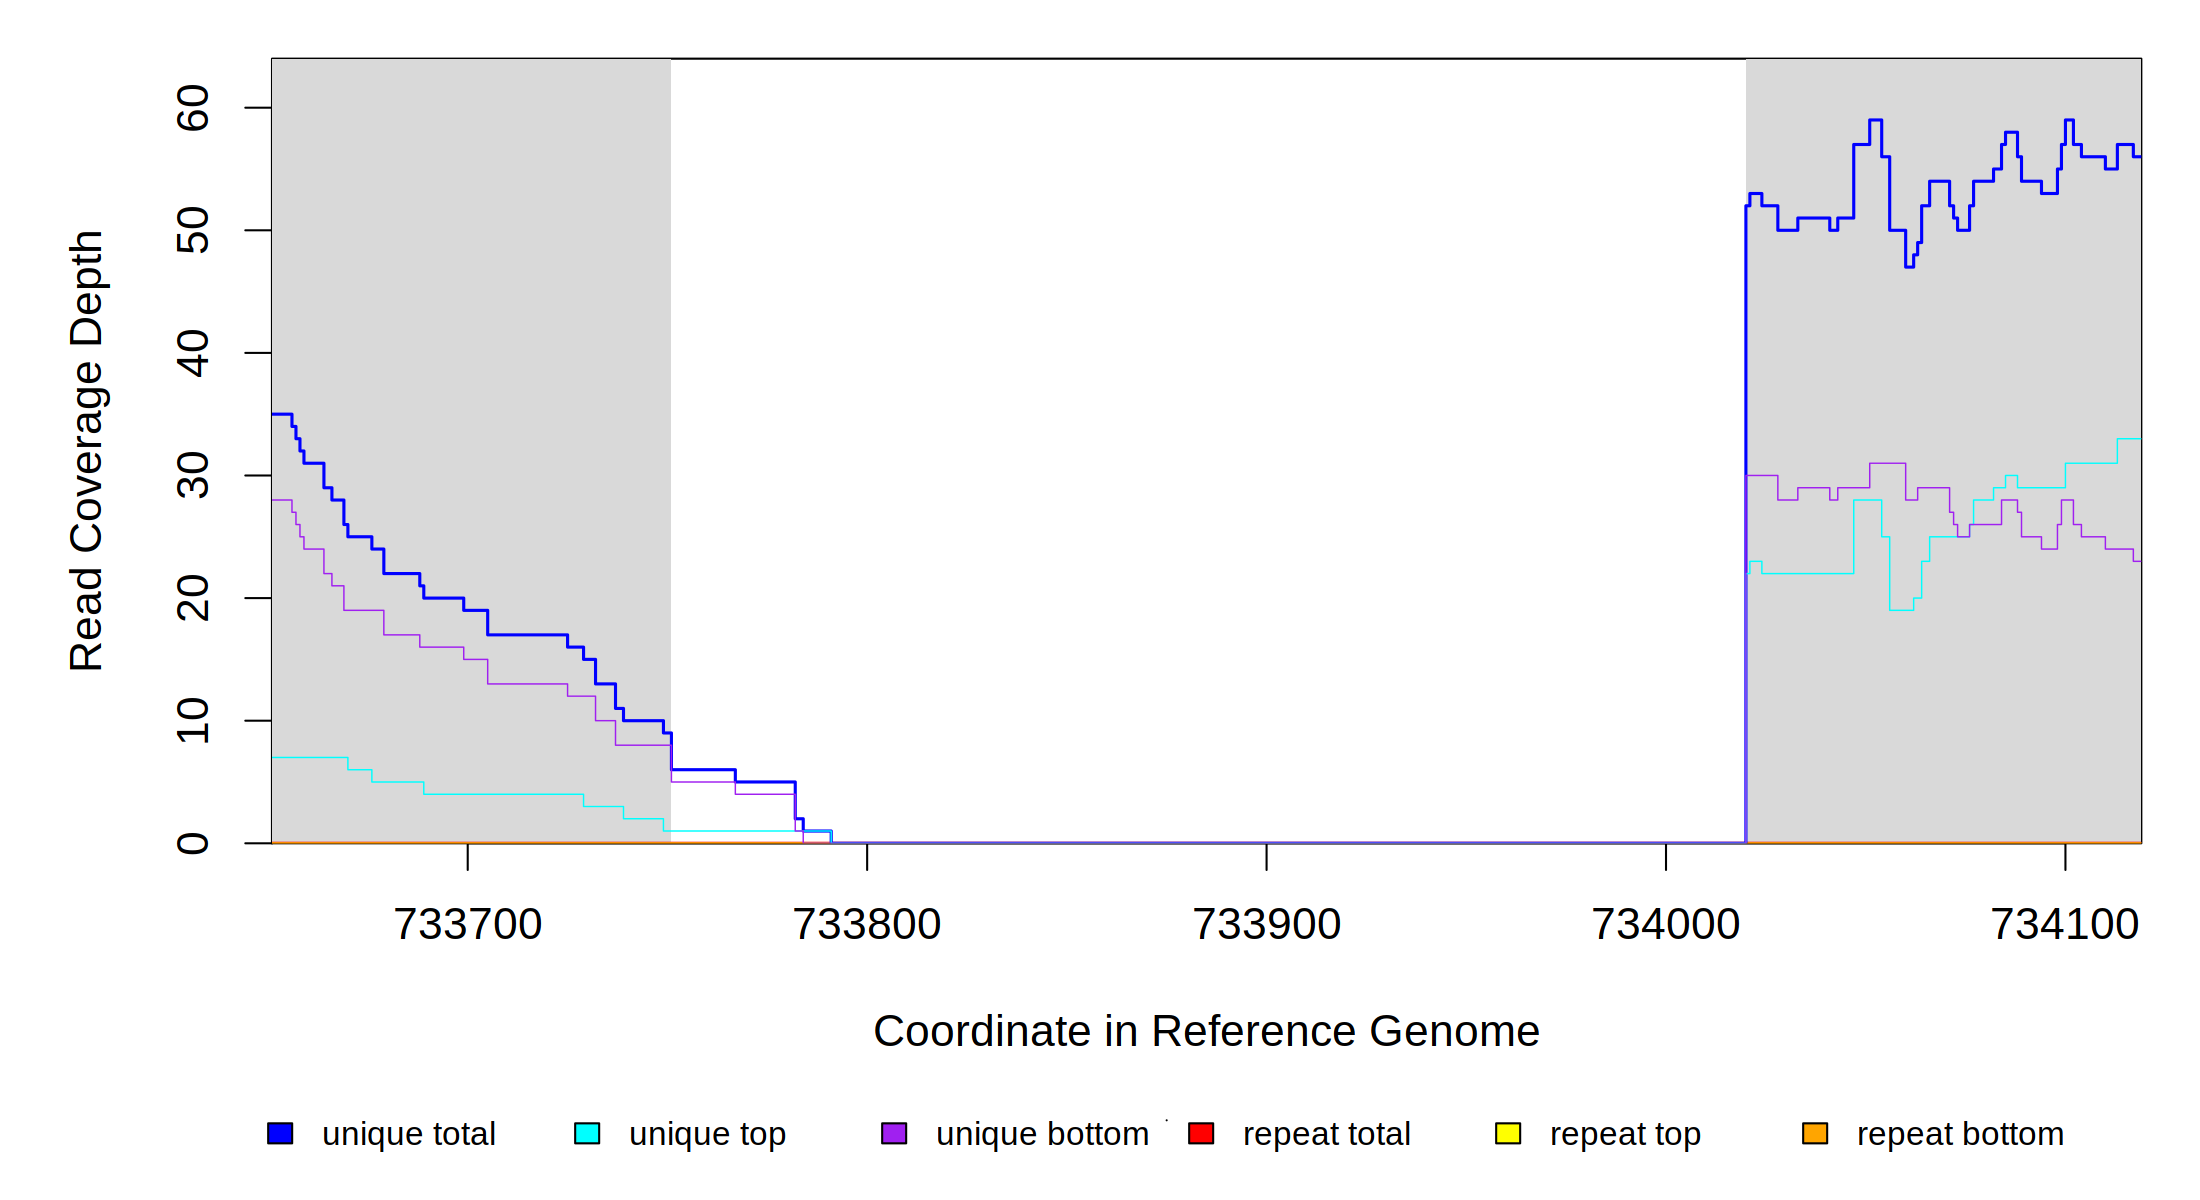 60
50
40
30
20
10
0
Read Coverage Depth
733700 733800 733900 734000 734100
Coordinate in Reference Genome
unique total unique top unique bottom repeat total repeat top repeat bottom